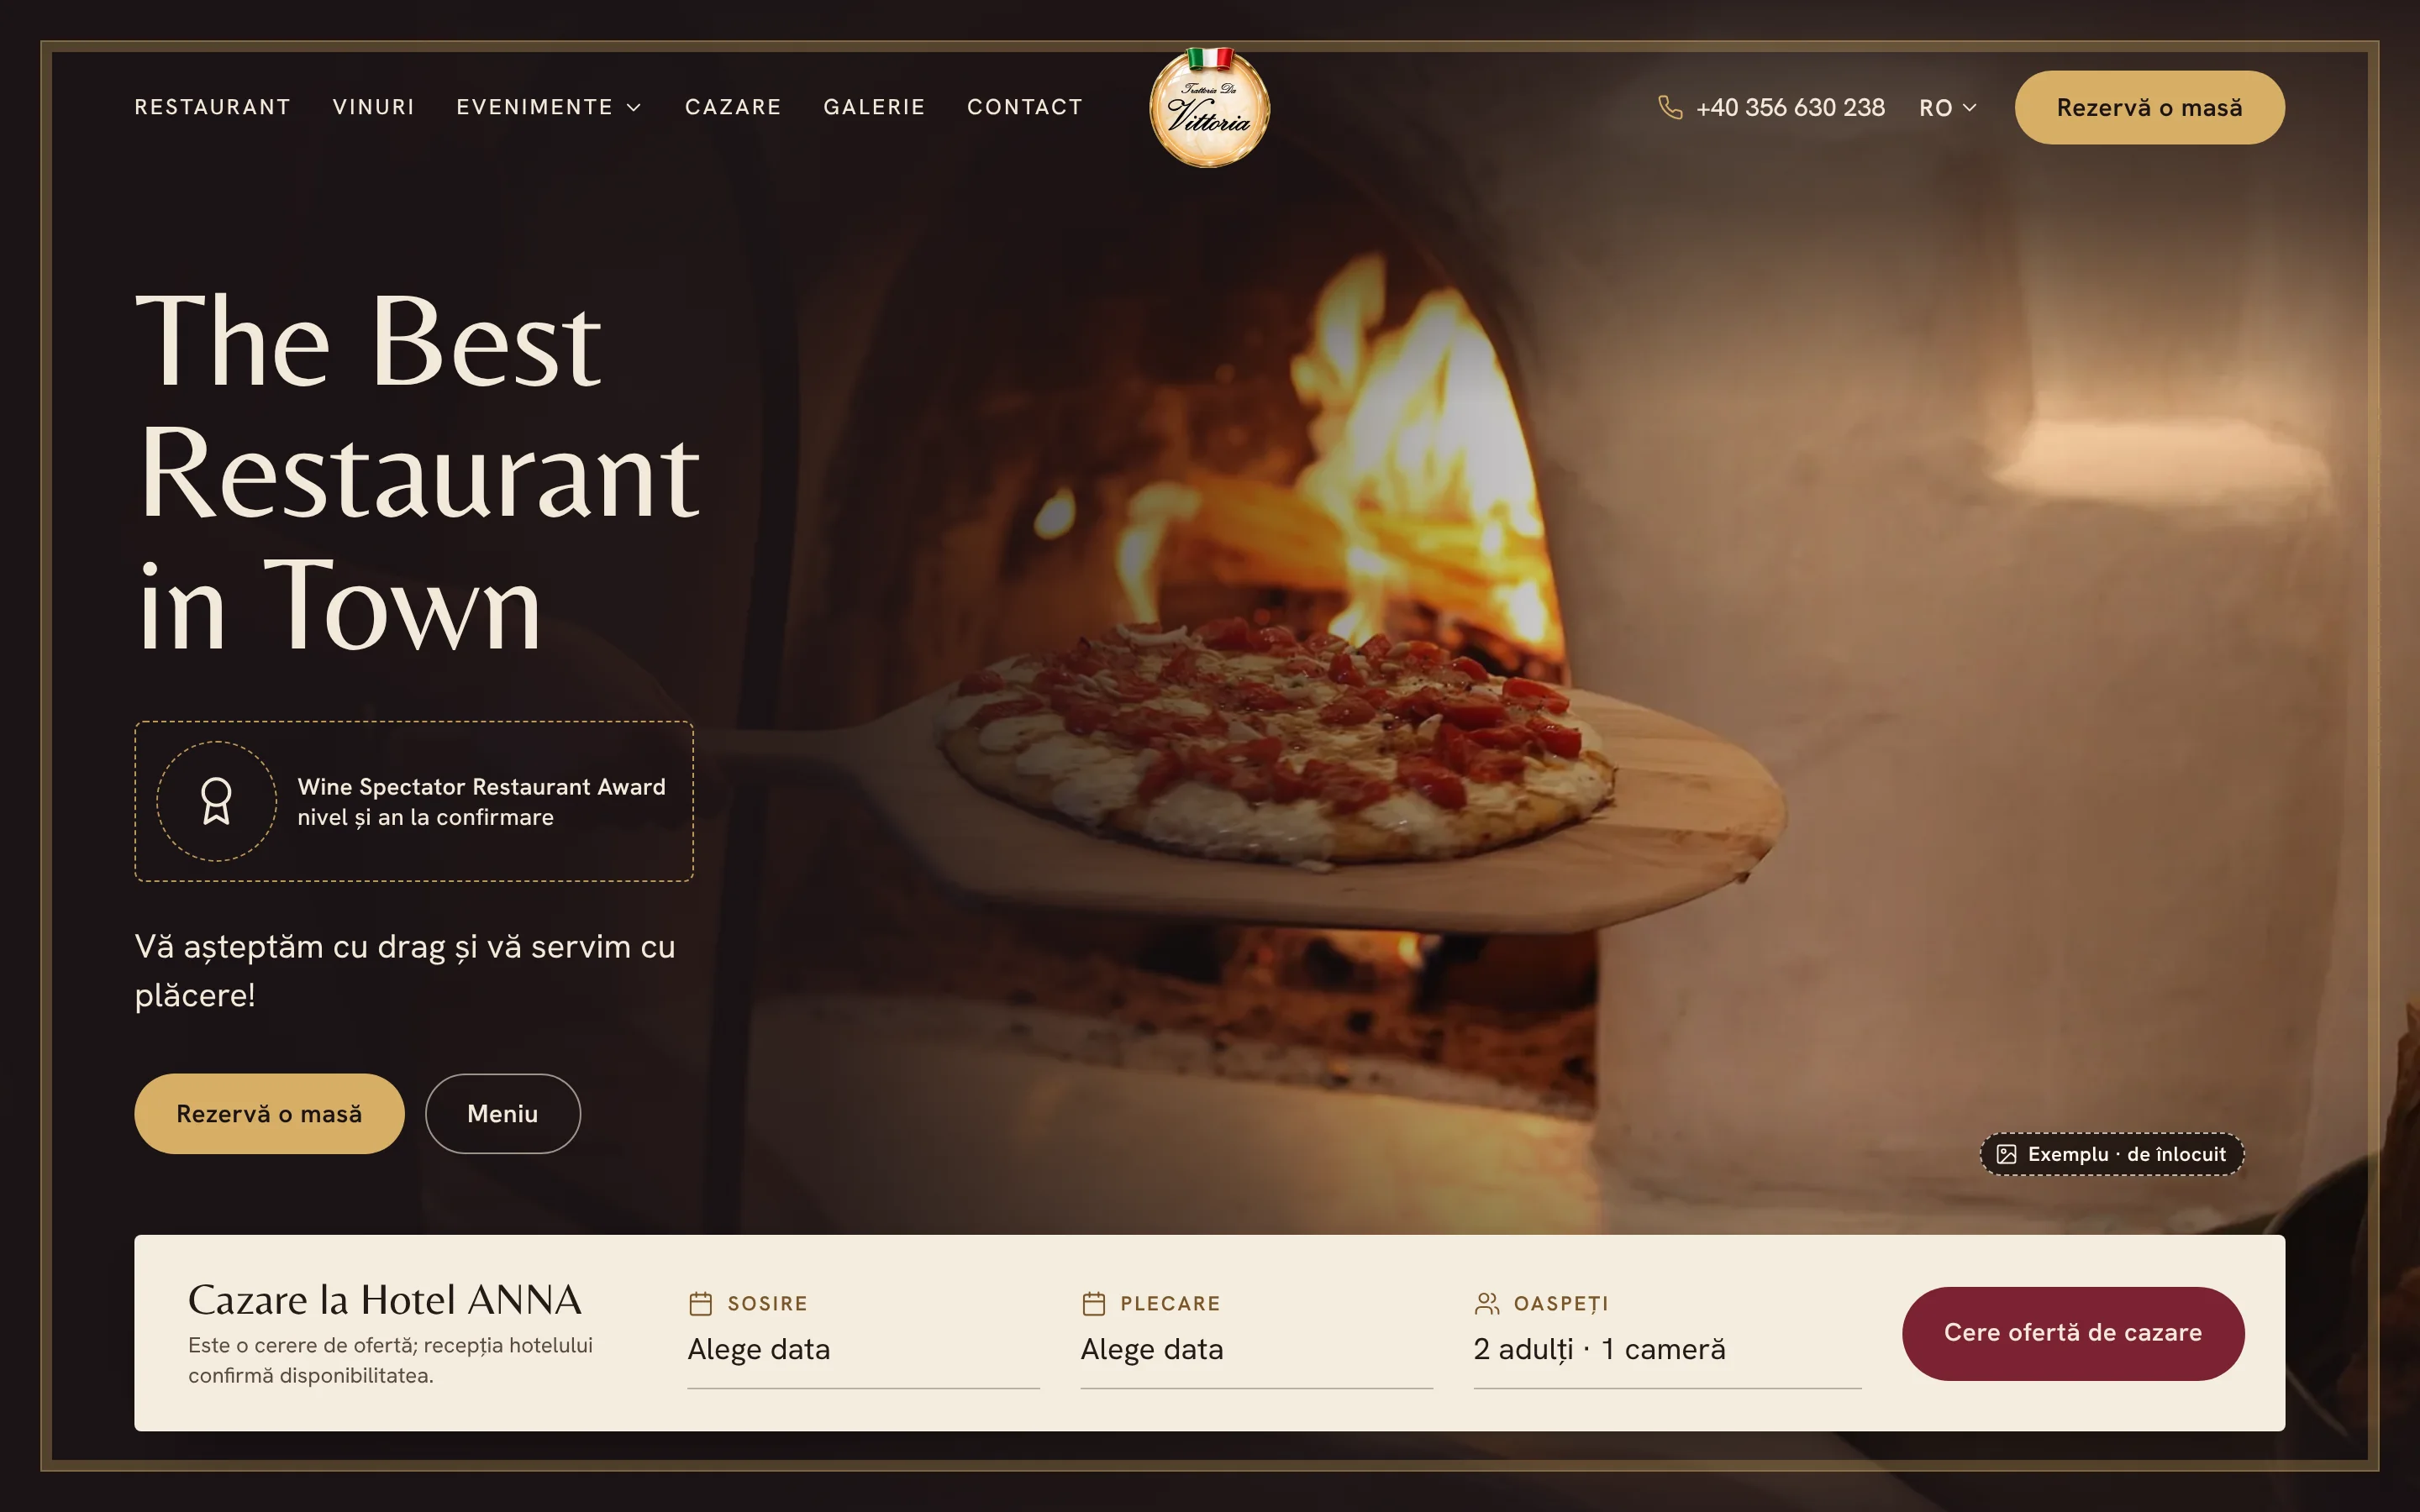 RESTAURANT VINURI EVENIMENTE CAZARE GALERIE CONTACT
Trattoria Da
Vittoria
+40 356 630 238 RO Rezervă o masă
The Best
Restaurant
in Town
Wine Spectator Restaurant Award
nivel și an la confirmare
Vă așteptăm cu drag și vă servim cu
plăcere!
Rezervă o masă Meniu
Exemplu · de înlocuit
Cazare la Hotel ANNA
Este o cerere de ofertă; recepția hotelului
confirmă disponibilitatea.
SOSIRE
Alege data
PLECARE
Alege data
OASPEȚI
2 adulți · 1 cameră
Cere ofertă de cazare